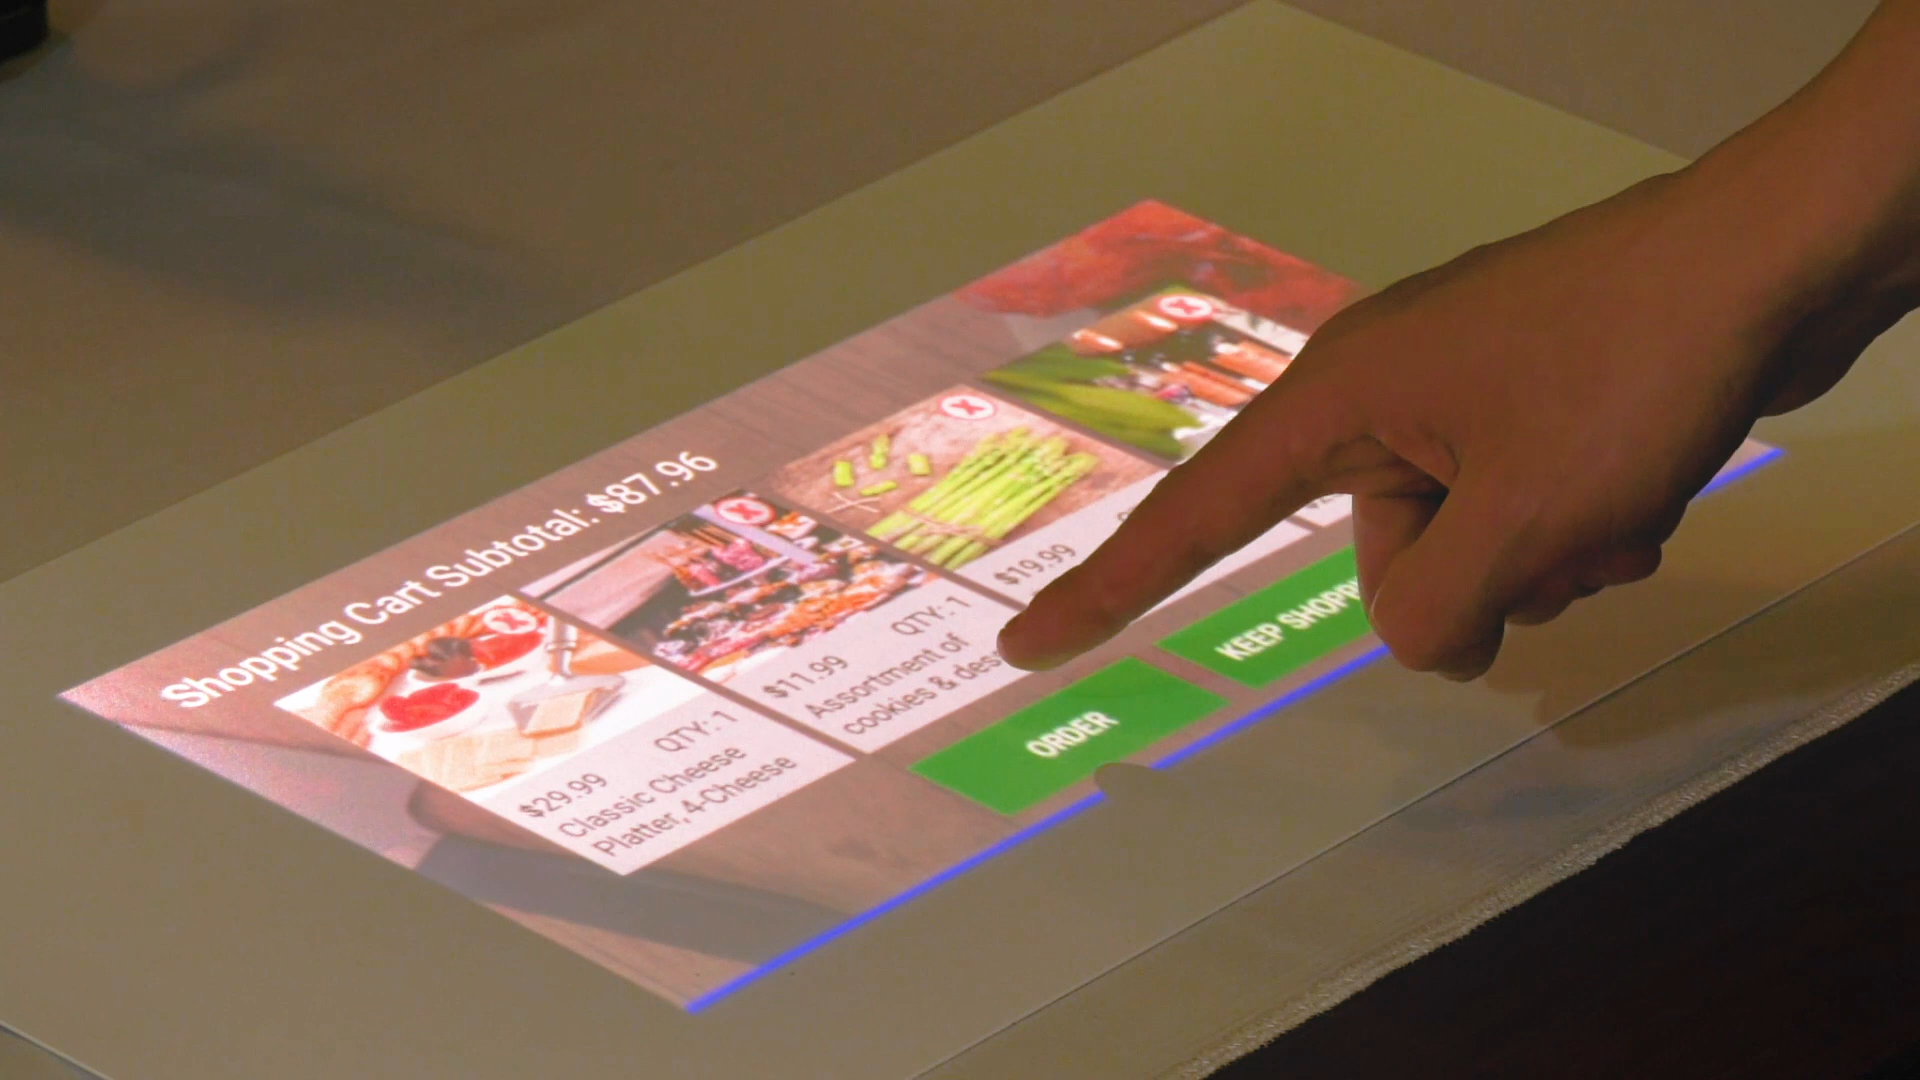 Shopping Cart Subtotal: $87.96
$29.99 QTY: 1
Classic Cheese
Platter, 4-Cheese
$11.99 QTY: 1
Assortment of
cookies & des
$19.99
ORDER
KEEP SHOPPI